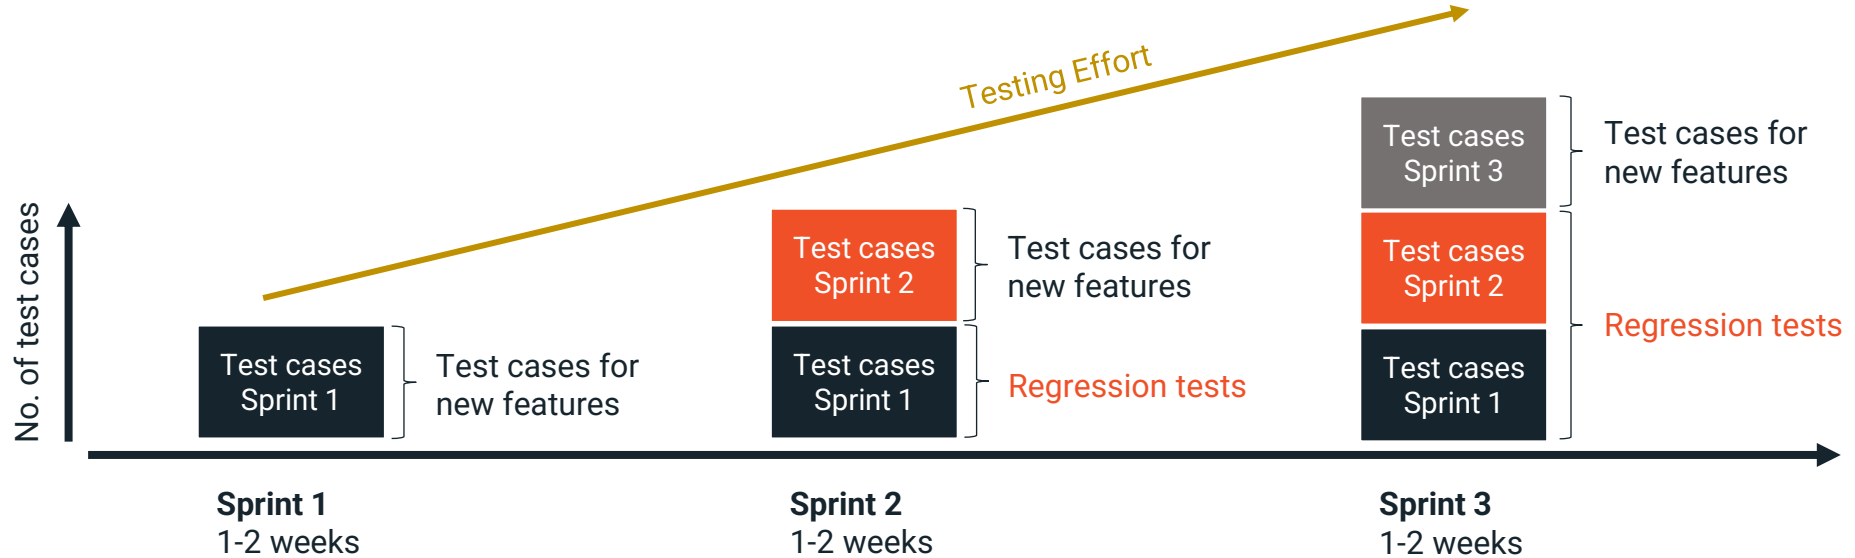 Testing Effort
No. of test cases
Test cases
Sprint 1
Test cases for
new features
Test cases
Sprint 2
Test cases
Sprint 1
Test cases for
new features
Regression tests
Test cases
Sprint 3
Test cases
Sprint 2
Test cases
Sprint 1
Test cases for
new features
Regression tests
Sprint 1
1-2 weeks
Sprint 2
1-2 weeks
Sprint 3
1-2 weeks